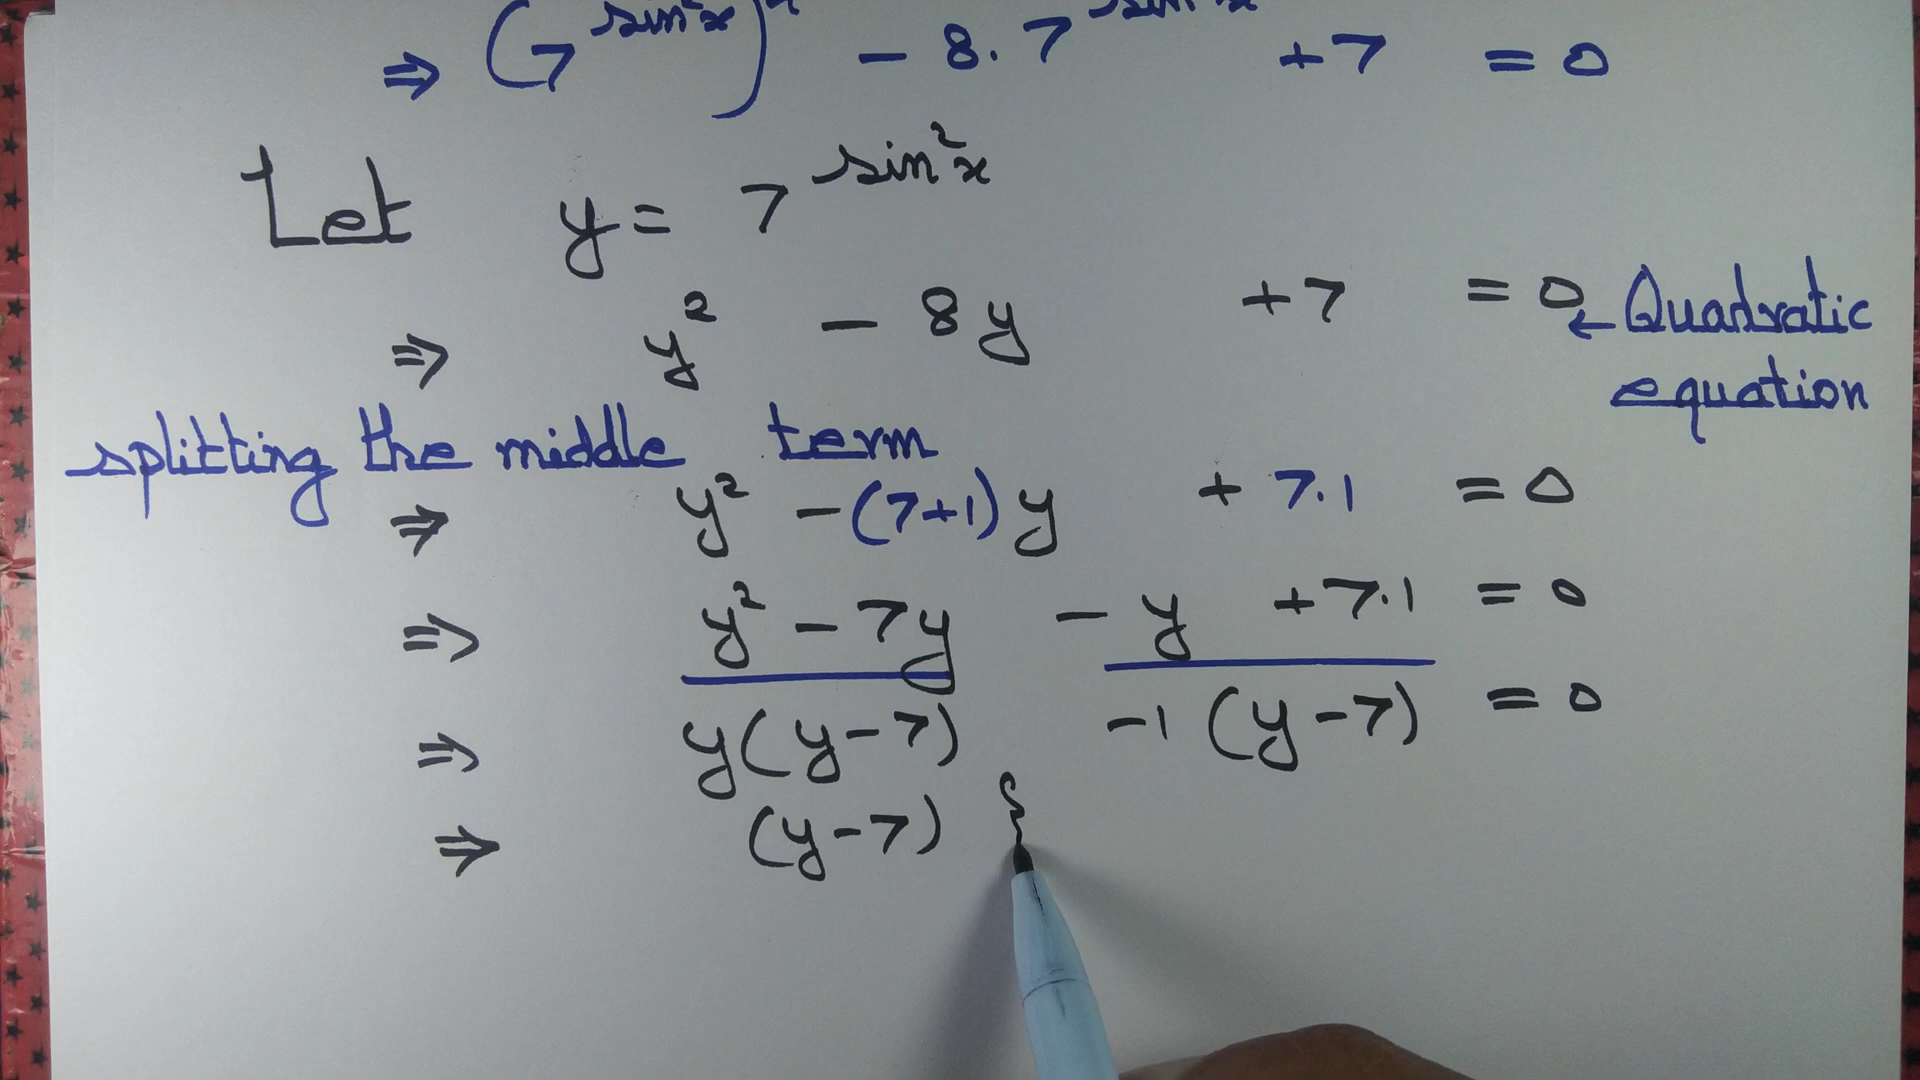 ⇒ (7^sin²x)² - 8.7^sin²x + 7 = 0
Let y = 7^sin²x
⇒ y² - 8y + 7 = 0 ← Quadratic
equation
splitting the middle term
⇒ y² - (7+1)y + 7.1 = 0
⇒ y² - 7y - y + 7.1 = 0
⇒ y(y-7) -1(y-7) = 0
⇒ (y-7) {